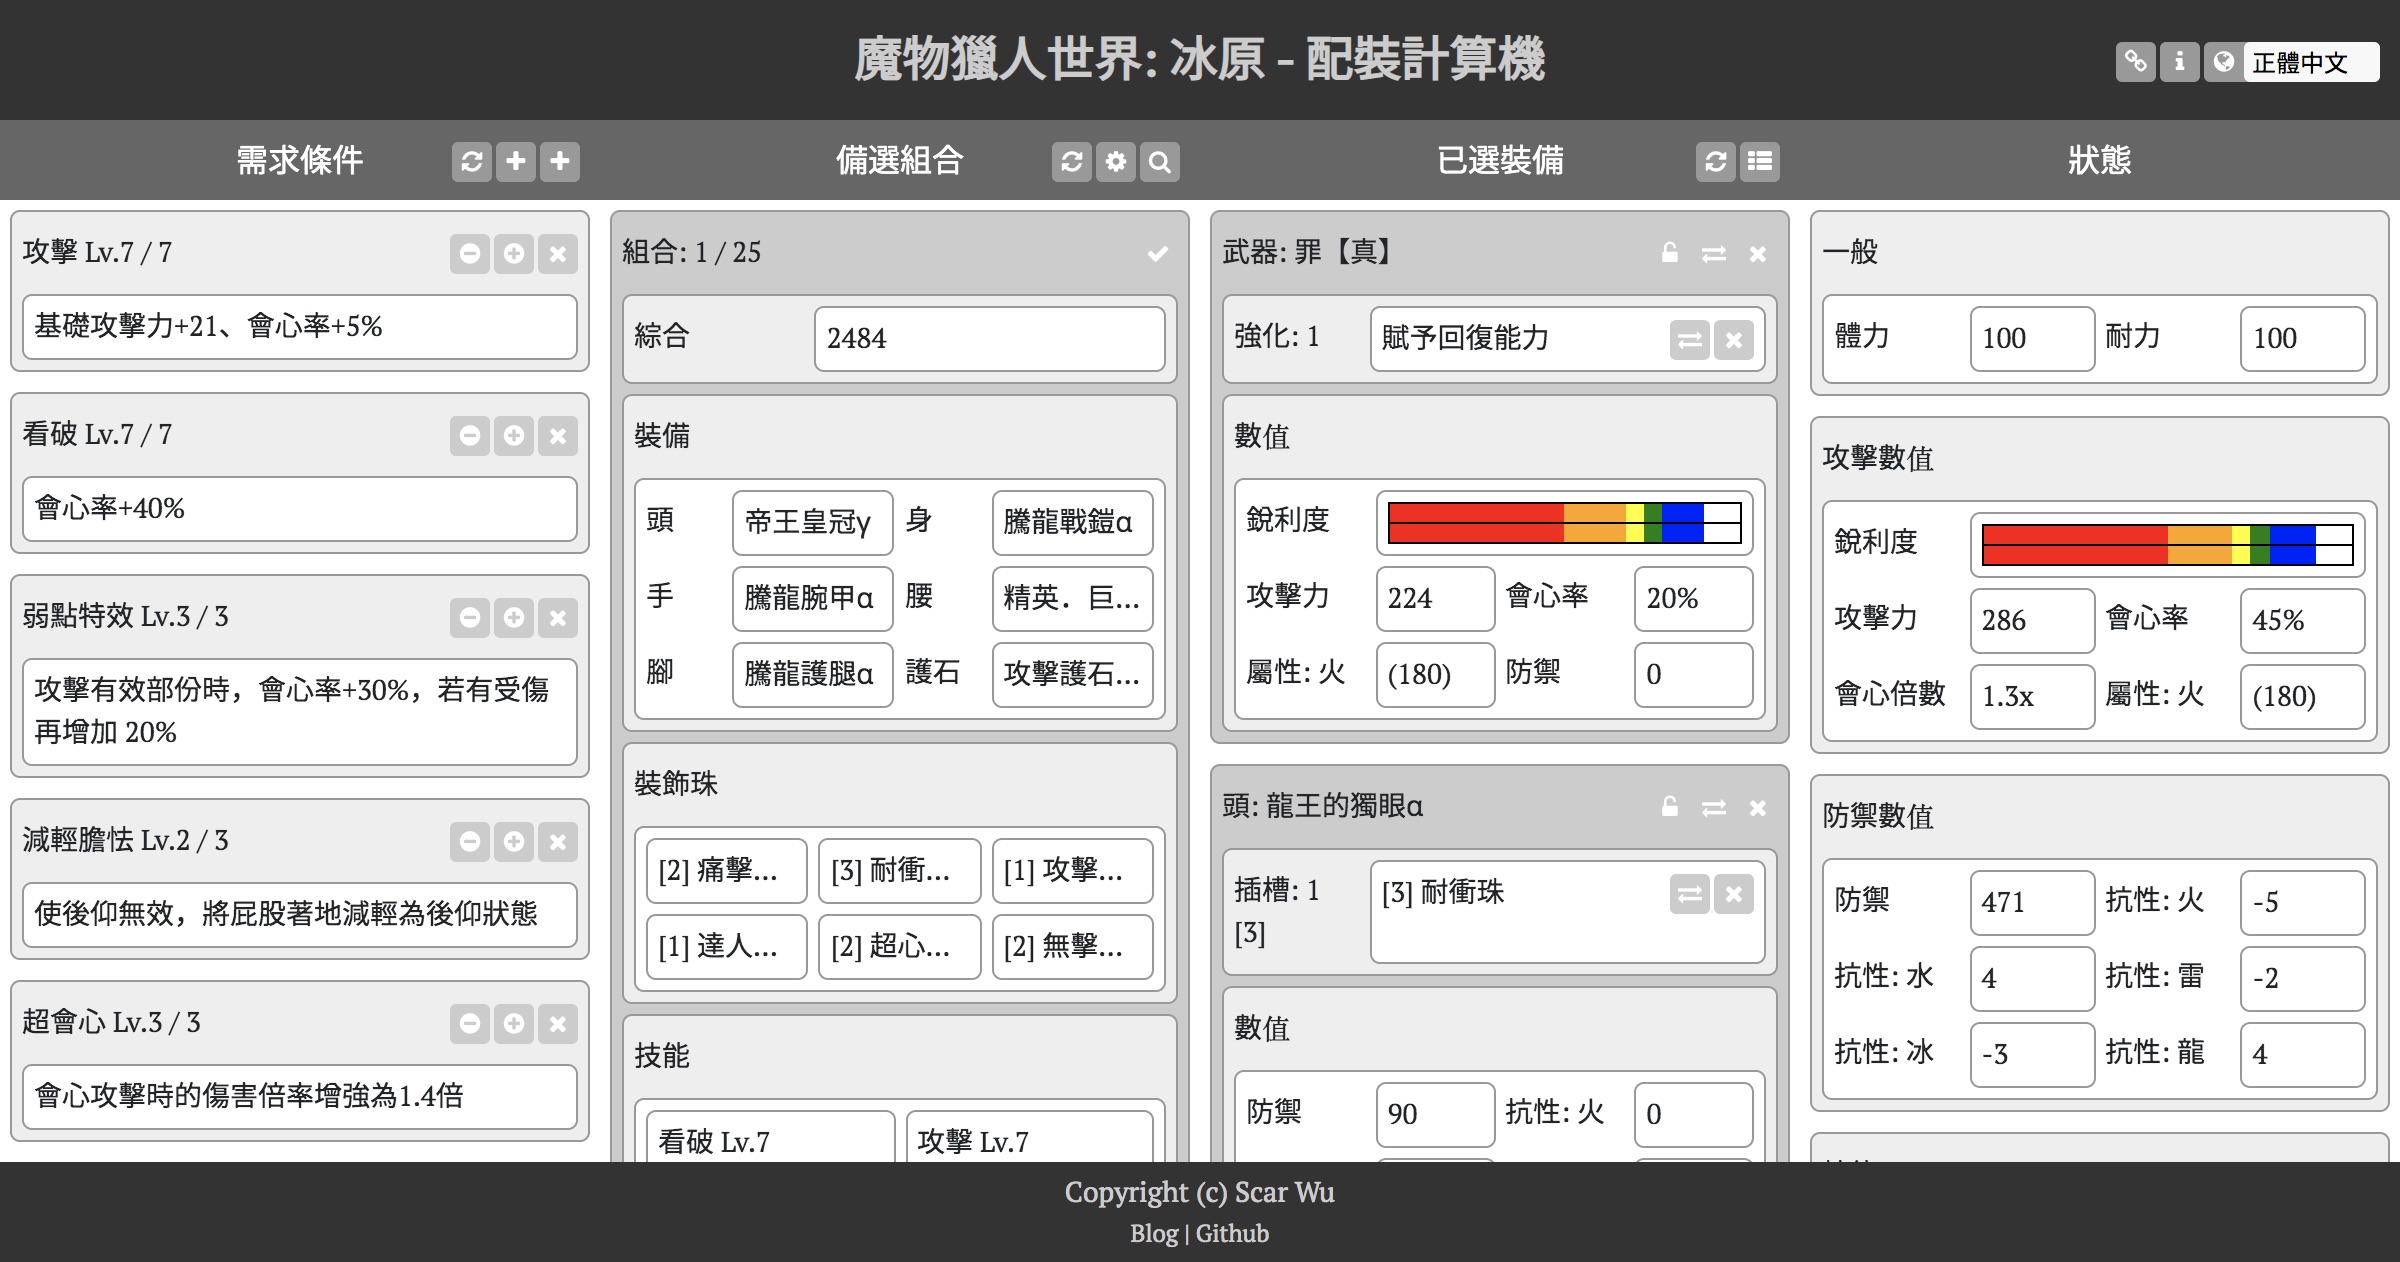 魔物獵人世界: 冰原 - 配裝計算機
正體中文
需求條件
備選組合
已選裝備
狀態
攻擊 Lv.7 / 7
基礎攻擊力+21、會心率+5%
看破 Lv.7 / 7
會心率+40%
弱點特效 Lv.3 / 3
攻擊有效部份時，會心率+30%，若有受傷
再增加 20%
減輕膽怯 Lv.2 / 3
使後仰無效，將屁股著地減輕為後仰狀態
超會心 Lv.3 / 3
會心攻擊時的傷害倍率增強為1.4倍
組合: 1 / 25
綜合 2484
裝備
頭 帝王皇冠γ 身 騰龍戰鎧α
手 騰龍腕甲α 腰 精英．巨...
腳 騰龍護腿α 護石 攻擊護石...
裝飾珠
[2] 痛擊... [3] 耐衝... [1] 攻擊...
[1] 達人... [2] 超心... [2] 無擊...
技能
看破 Lv.7 攻擊 Lv.7
武器: 罪【真】
強化: 1 賦予回復能力
數值
銳利度
攻擊力 224 會心率 20%
屬性: 火 (180) 防禦 0
頭: 龍王的獨眼α
插槽: 1 [3] 耐衝珠
[3]
數值
防禦 90 抗性: 火 0
一般
體力 100 耐力 100
攻擊數值
銳利度
攻擊力 286 會心率 45%
會心倍數 1.3x 屬性: 火 (180)
防禦數值
防禦 471 抗性: 火 -5
抗性: 水 4 抗性: 雷 -2
抗性: 冰 -3 抗性: 龍 4
Copyright (c) Scar Wu
Blog | Github